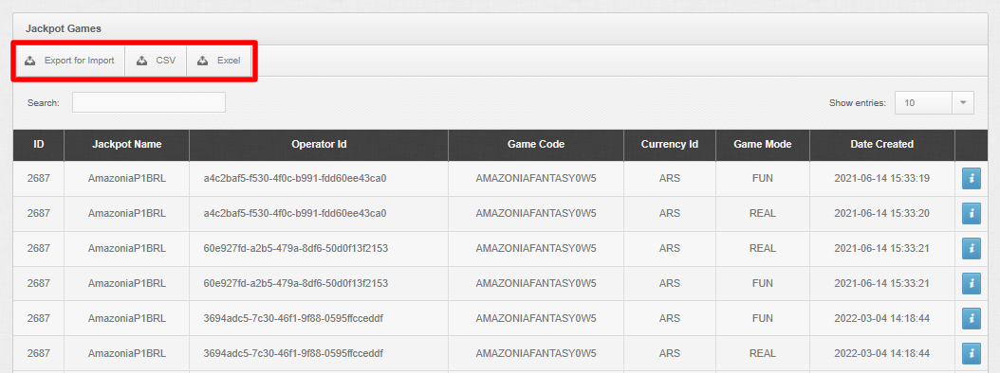 Jackpot Games
Export for Import CSV Excel
Search: Show entries: 10
ID Jackpot Name Operator Id Game Code Currency Id Game Mode Date Created
2687 AmazoniaP1BRL a4c2baf5-f530-4f0c-b991-fdd60ee43ca0 AMAZONIAFANTASY0W5 ARS FUN 2021-06-14 15:33:19 i
2687 AmazoniaP1BRL a4c2baf5-f530-4f0c-b991-fdd60ee43ca0 AMAZONIAFANTASY0W5 ARS REAL 2021-06-14 15:33:20 i
2687 AmazoniaP1BRL 60e927fd-a2b5-479a-8df6-50d0f13f2153 AMAZONIAFANTASY0W5 ARS REAL 2021-06-14 15:33:21 i
2687 AmazoniaP1BRL 60e927fd-a2b5-479a-8df6-50d0f13f2153 AMAZONIAFANTASY0W5 ARS FUN 2021-06-14 15:33:21 i
2687 AmazoniaP1BRL 3694adc5-7c30-46f1-9f88-0595ffcceddf AMAZONIAFANTASY0W5 ARS FUN 2022-03-04 14:18:44 i
2687 AmazoniaP1BRL 3694adc5-7c30-46f1-9f88-0595ffcceddf AMAZONIAFANTASY0W5 ARS REAL 2022-03-04 14:18:44 i